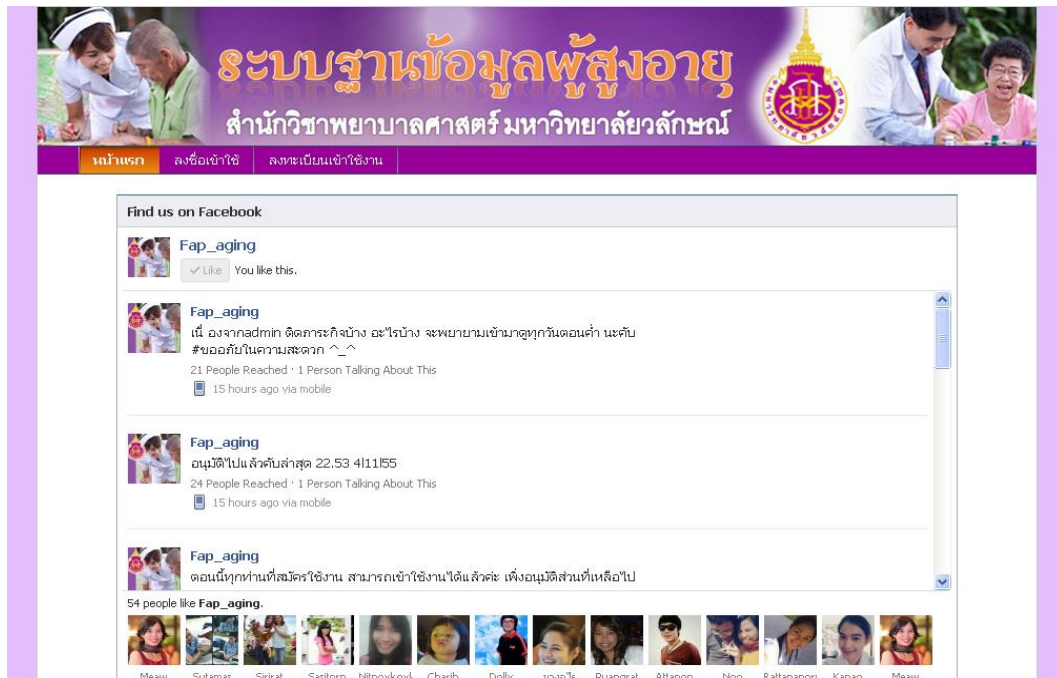 ระบบฐานข้อมูลผู้สูงอายุ
สำนักวิชาพยาบาลศาสตร์ มหาวิทยาลัยวลักษณ์
หน้าแรก ลงชื่อเข้าใช้ ลงทะเบียนเข้าใช้งาน
Find us on Facebook
Fap_aging
Like You like this.
Fap_aging
เนื่ องจากadmin ติดภาระกิจบ้าง อะไรบ้าง จะพยายามเข้ามาดูทุกวันตอนค่ำ นะคับ
#ขออภัยในความสะดวก ^_^
21 People Reached · 1 Person Talking About This
15 hours ago via mobile
Fap_aging
อนุมัติไปแล้วคับล่าสุด 22.53 4|11|55
24 People Reached · 1 Person Talking About This
15 hours ago via mobile
Fap_aging
ตอนนี้ทุกท่านที่สมัครใช้งาน สามารถเข้าใช้งานได้แล้วค่ะ เพิ่งอนุมัติส่วนที่เหลือไป
54 people like Fap_aging.
Meaw Sutamas Sirirat Sasitorn Charib Dolly Ruangrat Attapon Noo Rattanaporn Kanao Meaw